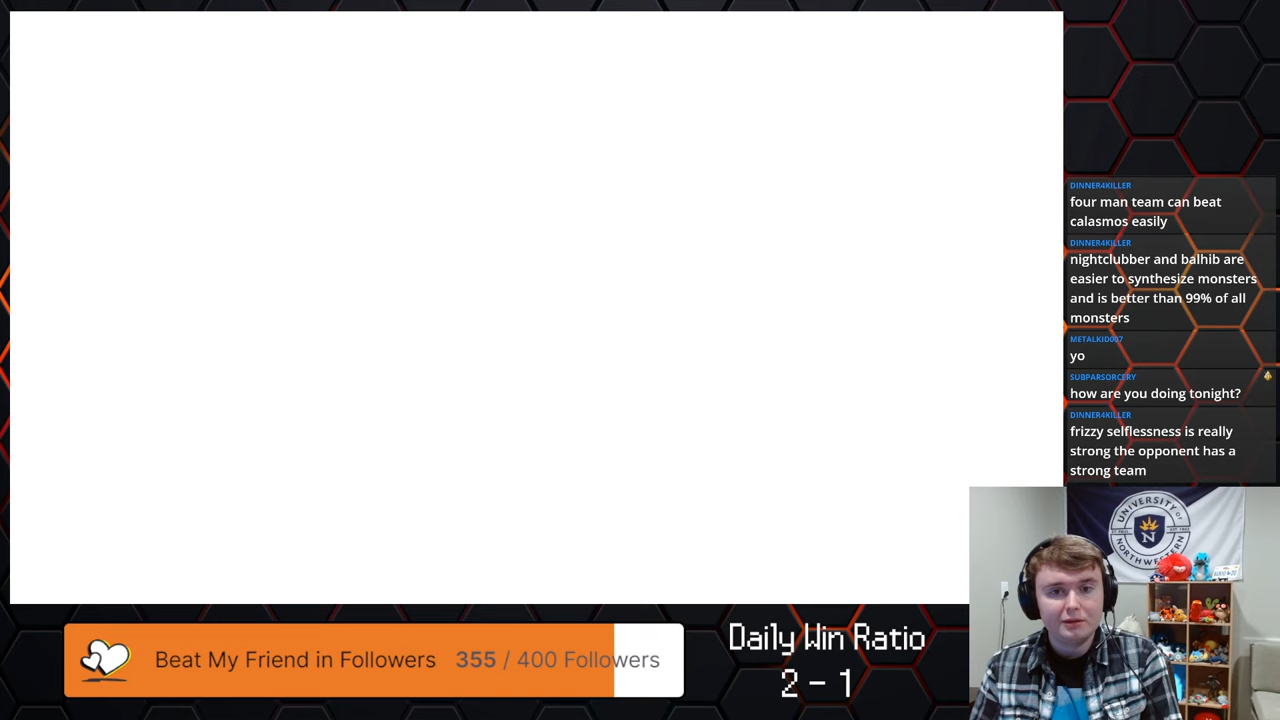 DINNER4KILLER
four man team can beat
calasmos easily
DINNER4KILLER
nightclubber and balhib are
easier to synthesize monsters
and is better than 99% of all
monsters
METALKID007
yo
SUBPARSORCERY
how are you doing tonight?
DINNER4KILLER
frizzy selflessness is really
strong the opponent has a
strong team
UNIVERSITY OF
N
NORTHWESTERN
Beat My Friend in Followers 355 / 400 Followers
Daily Win Ratio
2 - 1